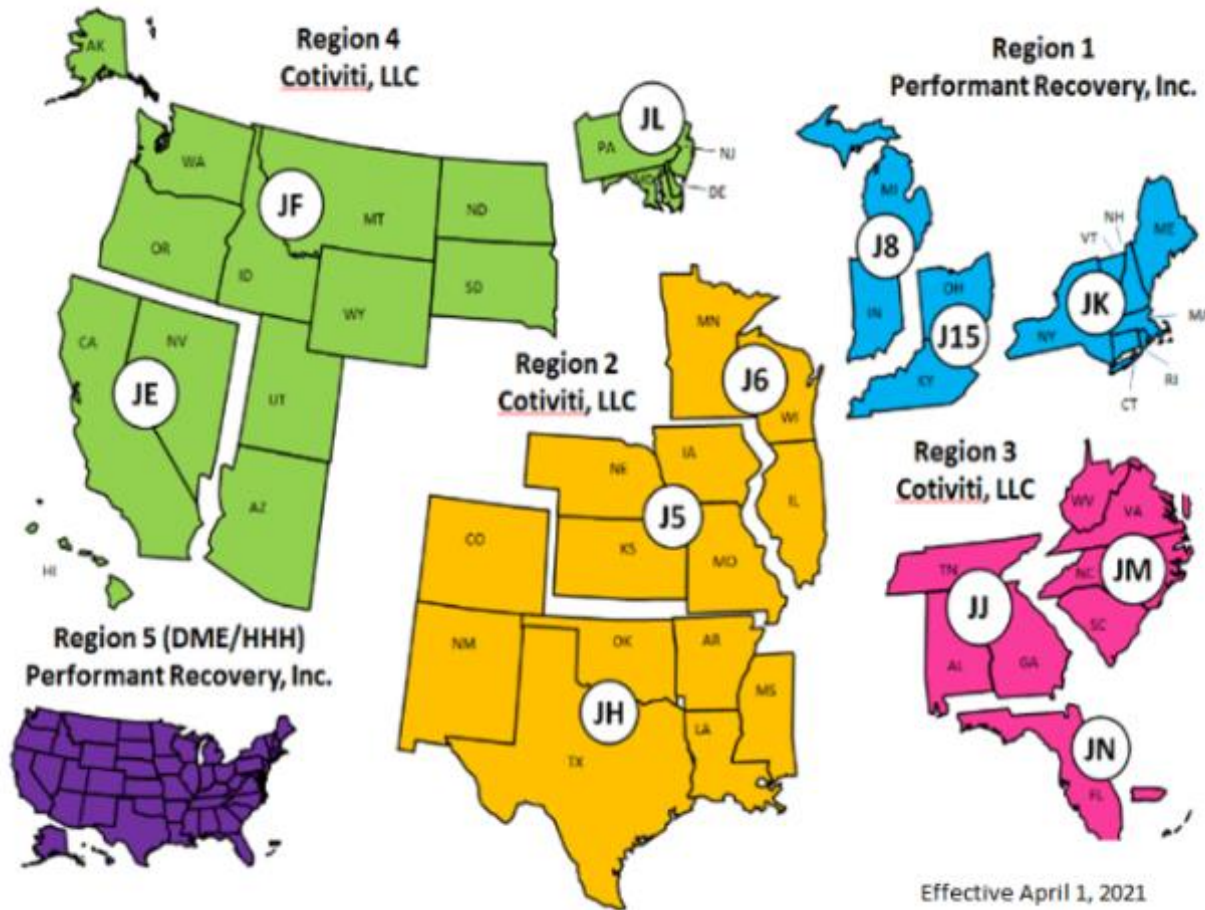 Region 4
Cotiviti, LLC
Region 1
Performant Recovery, Inc.
AK
WA
OR
ID
MT
ND
SD
WY
JF
CA
NV
UT
AZ
JE
HI
PA
JL
NJ
DE
MI
J8
IN
OH
J15
KY
NH
VT
ME
NY
JK
MA
RI
CT
Region 2
Cotiviti, LLC
MN
J6
WI
IL
NE
IA
J5
KS
MO
CO
NM
OK
AR
JH
TX
LA
MS
Region 3
Cotiviti, LLC
WV
VA
NC
JM
SC
TN
JJ
AL
GA
JN
FL
Region 5 (DME/HHH)
Performant Recovery, Inc.
Effective April 1, 2021